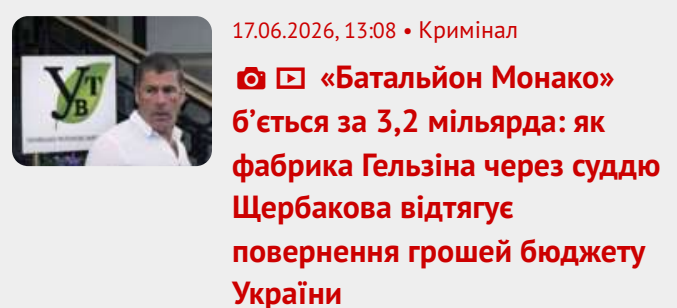 17.06.2026, 13:08 • Кримінал
«Батальйон Монако»
б’ється за 3,2 мільярда: як
фабрика Гельзіна через суддю
Щербакова відтягує
повернення грошей бюджету
України
УТВ